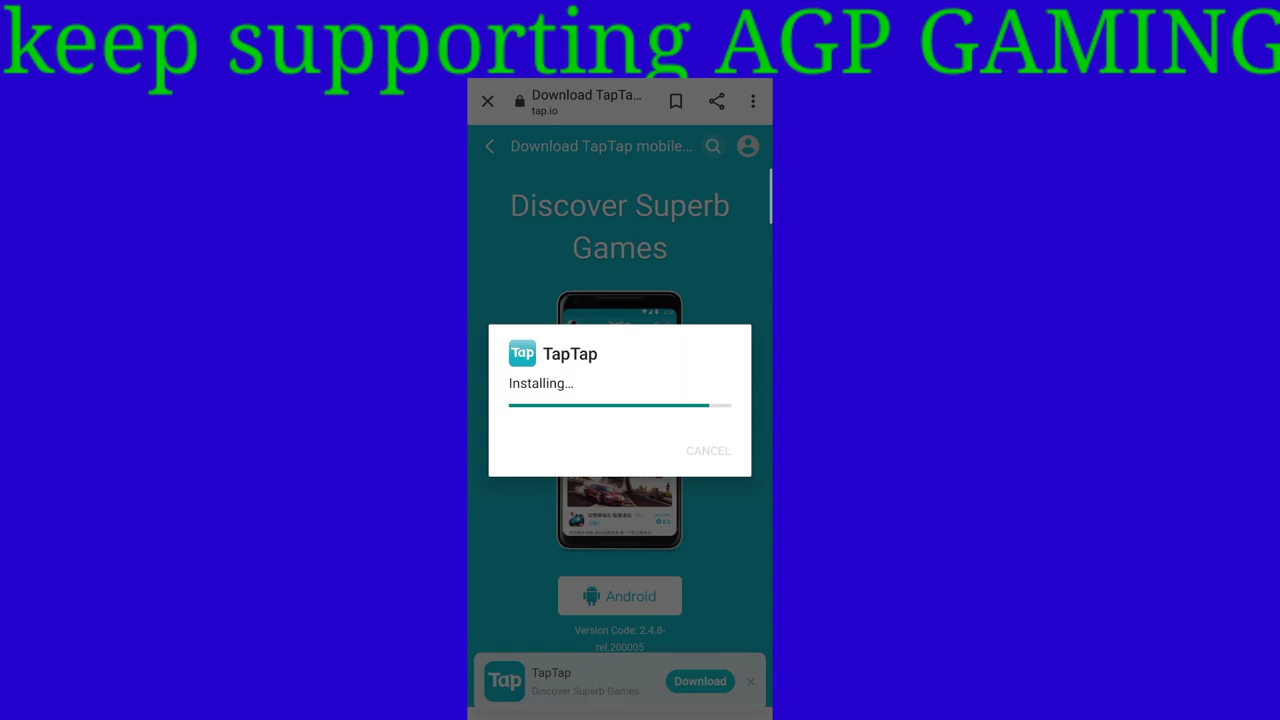 keep supporting AGP GAMING
Download TapTa...
tap.io
Download TapTap mobile...
Discover Superb
Games
Tap TapTap
Installing...
CANCEL
Android
Version Code: 2.4.8-
rel.200005
Tap
TapTap
Discover Superb Games
Download